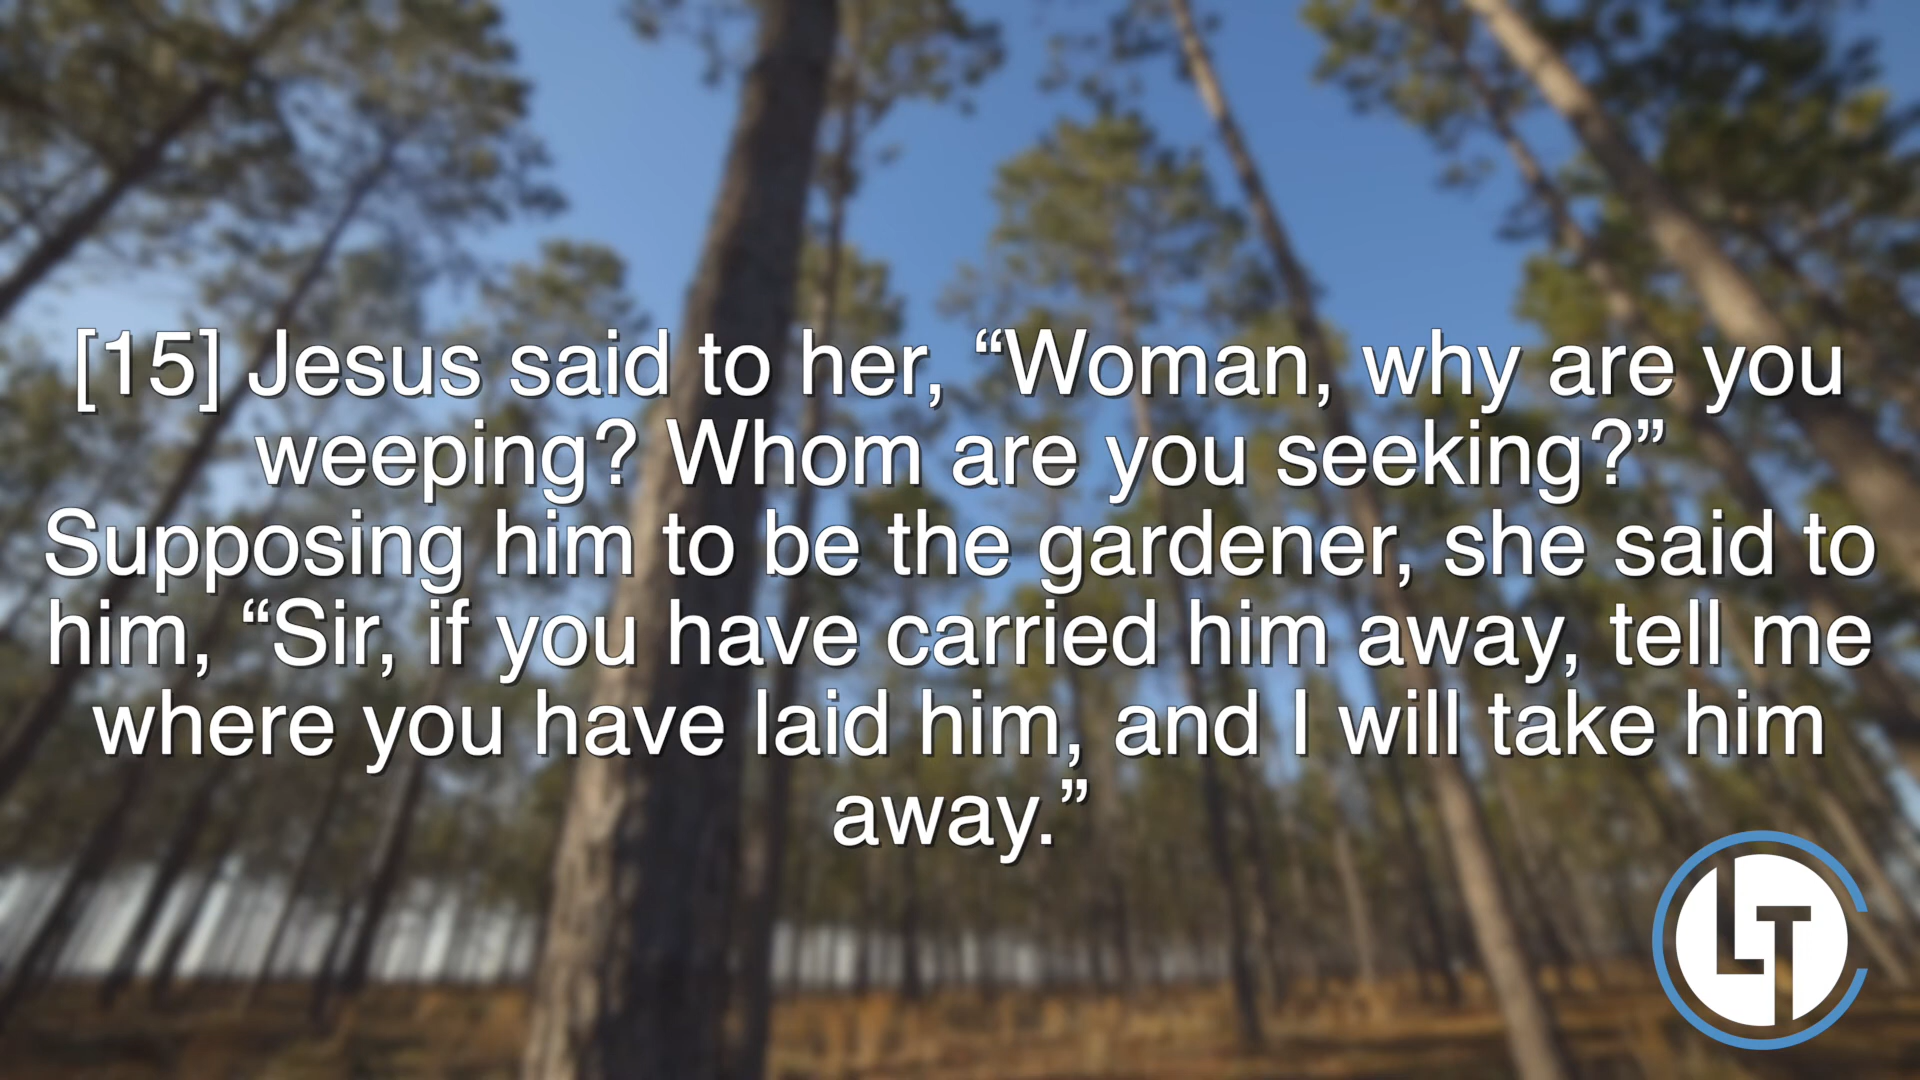 [15] Jesus said to her, “Woman, why are you
weeping? Whom are you seeking?”
Supposing him to be the gardener, she said to
him, “Sir, if you have carried him away, tell me
where you have laid him, and I will take him
away.”
LT